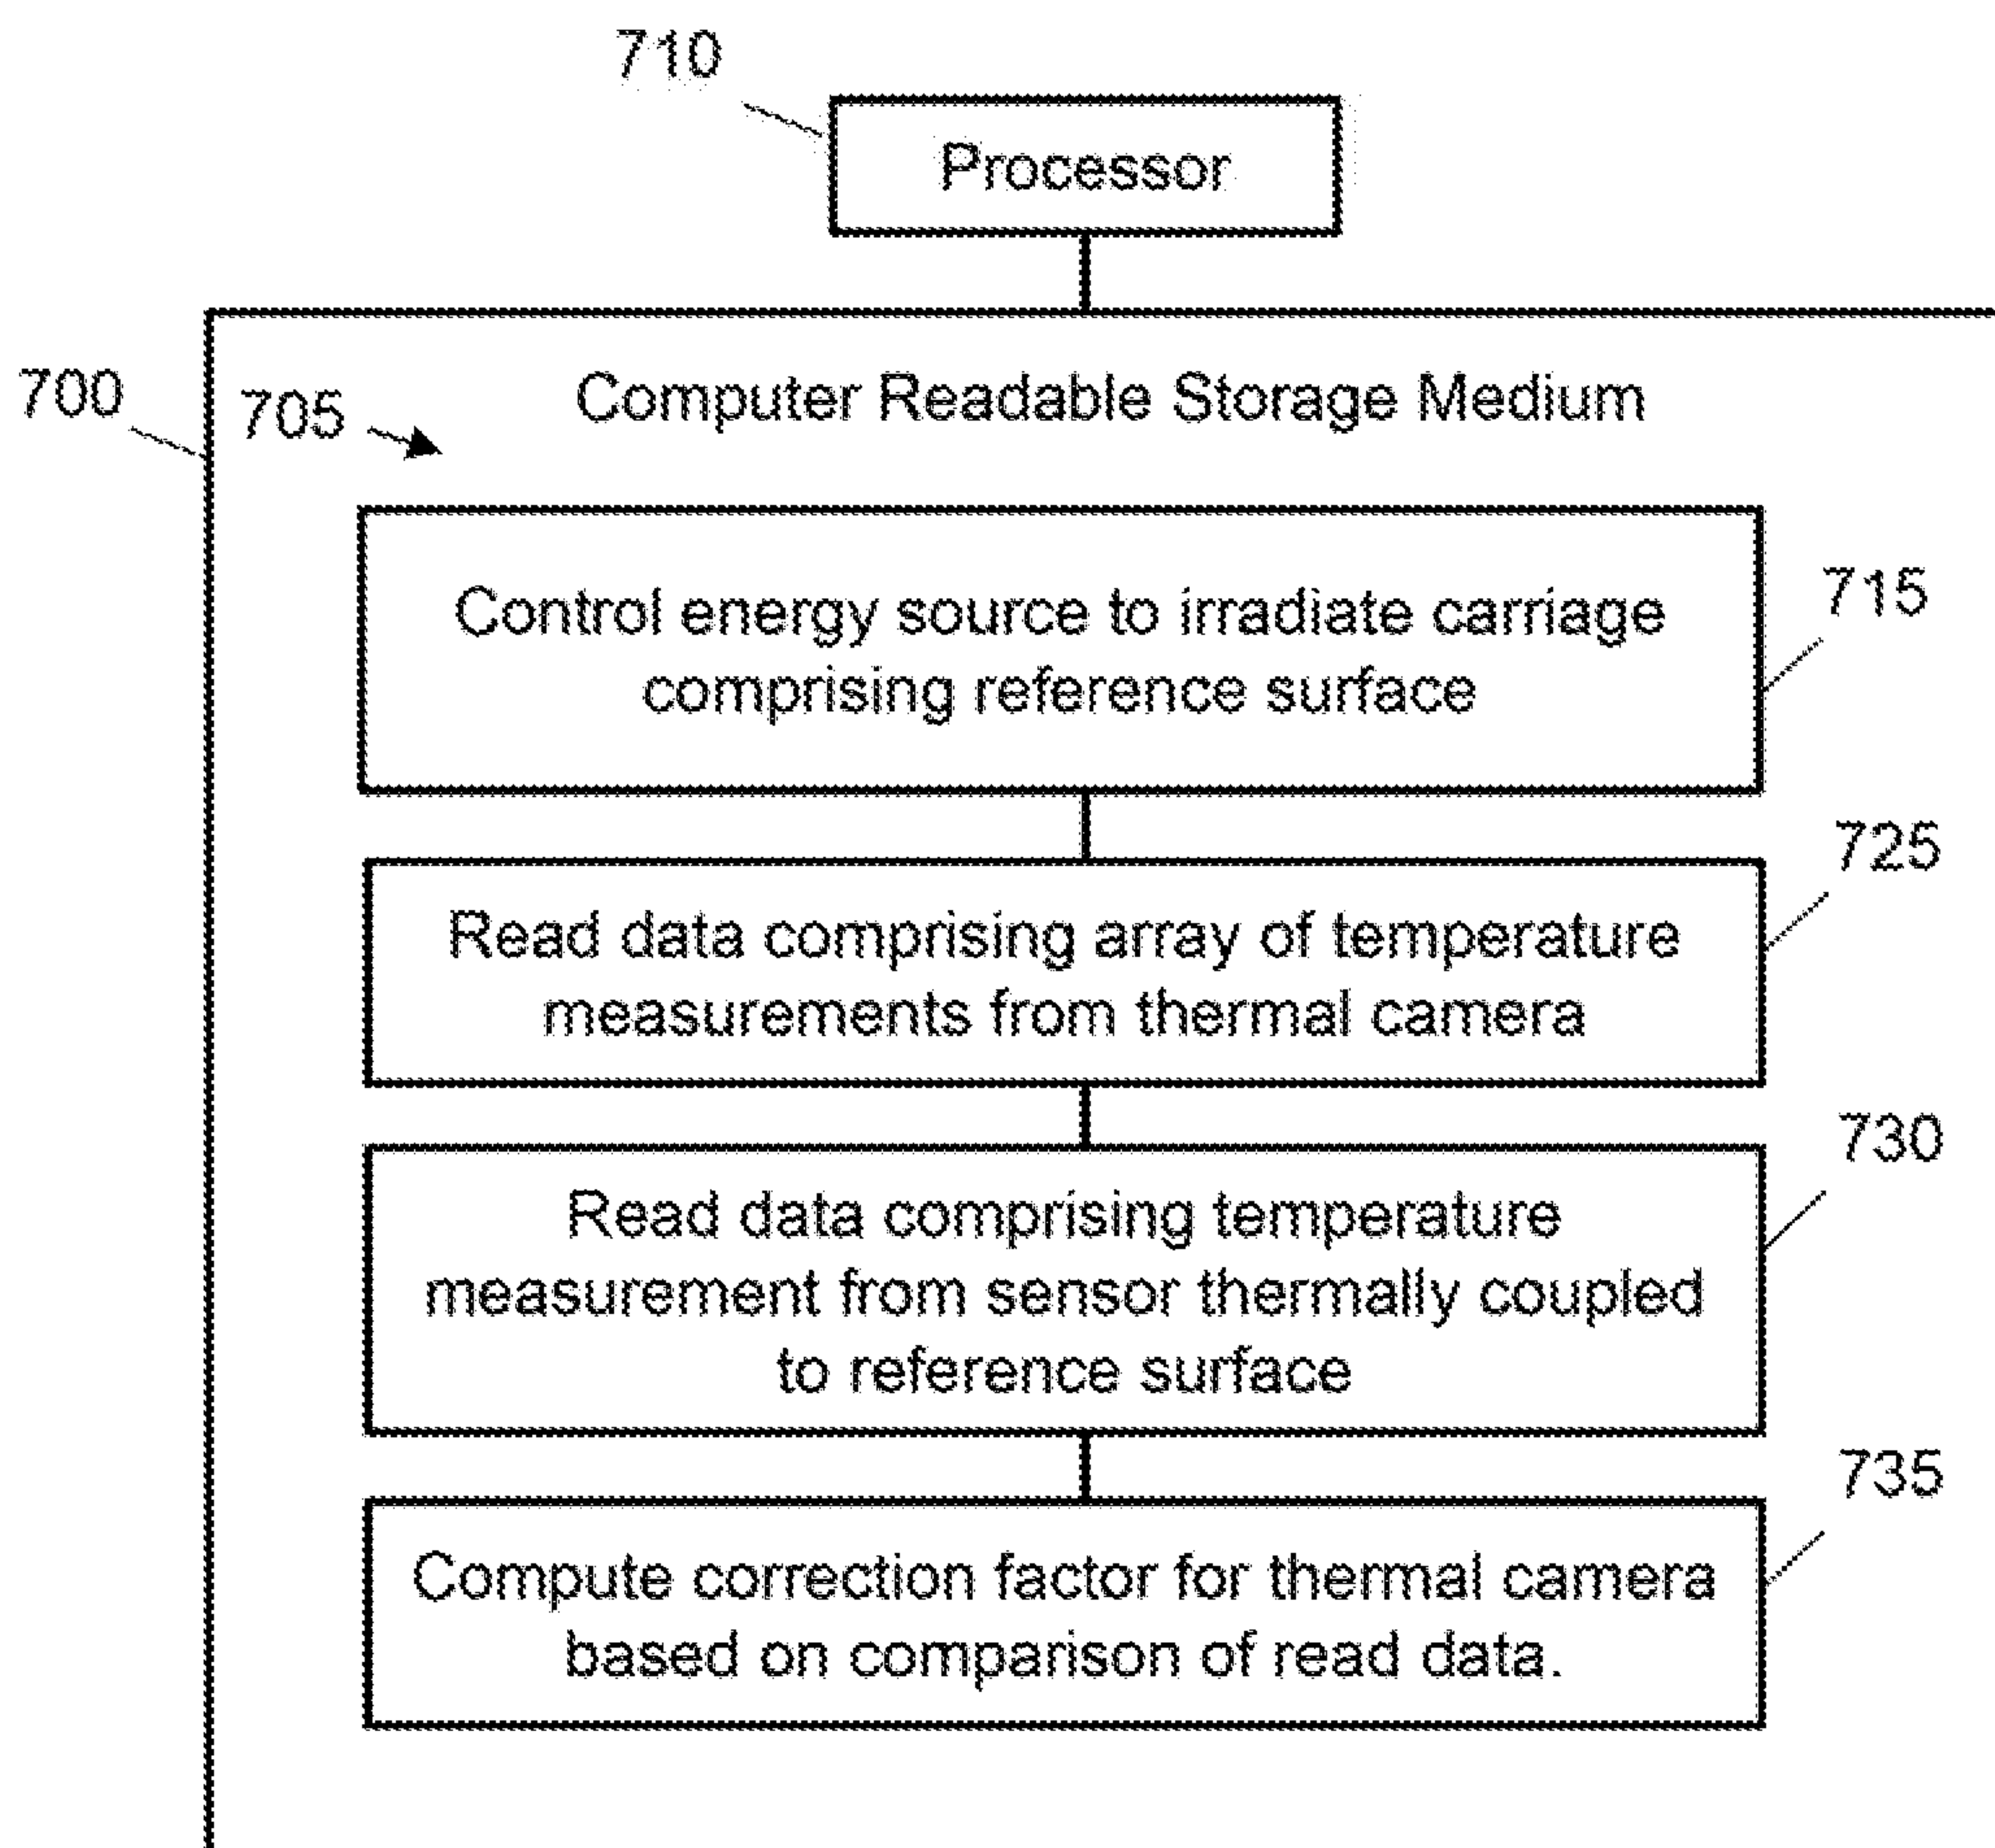 710
Processor
700
705
Computer Readable Storage Medium
Control energy source to irradiate carriage
comprising reference surface
715
Read data comprising array of temperature
measurements from thermal camera
725
Read data comprising temperature
measurement from sensor thermally coupled
to reference surface
730
Compute correction factor for thermal camera
based on comparison of read data.
735